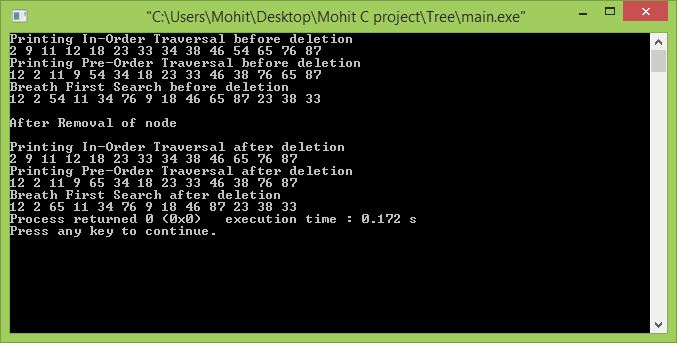 "C:\Users\Mohit\Desktop\Mohit C project\Tree\main.exe"
Printing In-Order Traversal before deletion
2 9 11 12 18 23 33 34 38 46 54 65 76 87
Printing Pre-Order Traversal before deletion
12 2 11 9 54 34 18 23 33 46 38 76 65 87
Breath First Search before deletion
12 2 54 11 34 76 9 18 46 65 87 23 38 33
After Removal of node
Printing In-Order Traversal after deletion
2 9 11 12 18 23 33 34 38 46 65 76 87
Printing Pre-Order Traversal after deletion
12 2 11 9 65 34 18 23 33 46 38 76 87
Breath First Search after deletion
12 2 65 11 34 76 9 18 46 87 23 38 33
Process returned 0 (0x0)   execution time : 0.172 s
Press any key to continue.